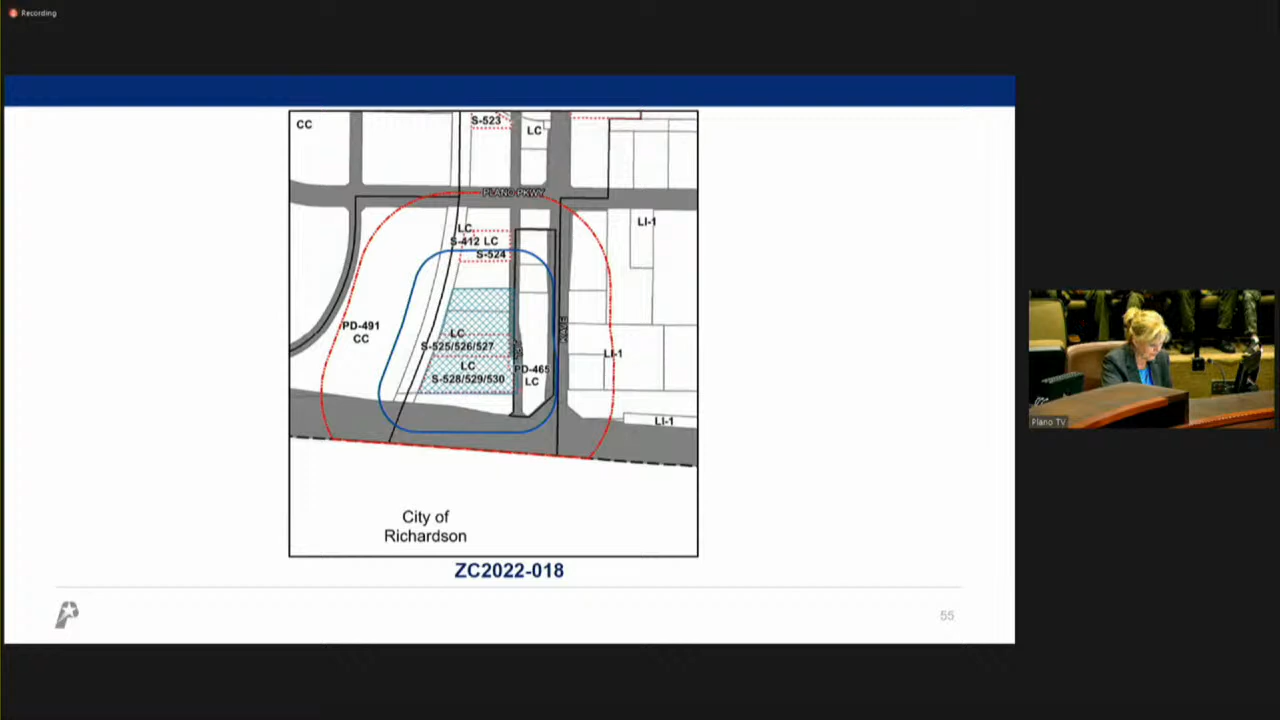 Recording
CC
S-523
LC
PLANO PKWY
LI-1
LC
S-412 LC
S-524
PD-491
CC
LC
S-525/526/527
LI-1
LC
S-528/529/530
PD-465
LC
LI-1
Plano TV
City of
Richardson
ZC2022-018
55